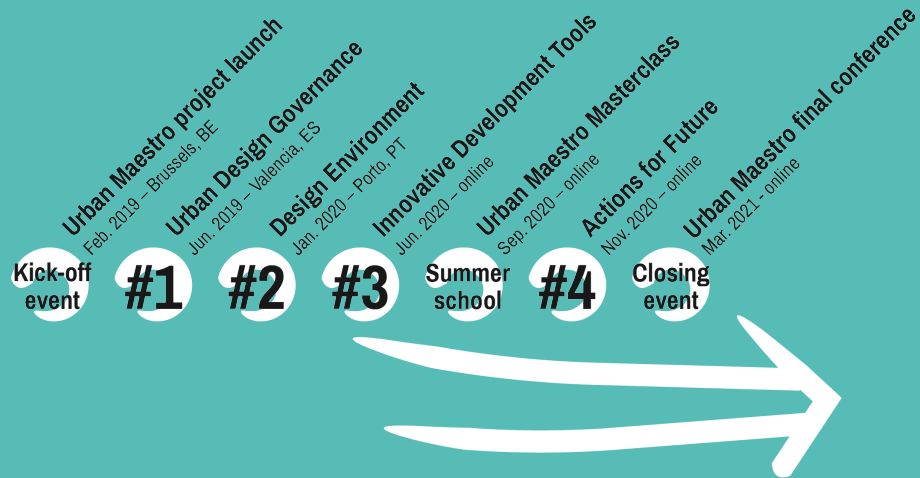 Urban Maestro project launch
Feb. 2019 – Brussels, BE
Kick-off
event
Urban Design Governance
Jun. 2019 – Valencia, ES
#1
Design Environment
Jan. 2020 – Porto, PT
#2
Innovative Development Tools
Jun. 2020 – online
#3
Urban Maestro Masterclass
Sep. 2020 – online
Summer
school
Actions for Future
Nov. 2020 – online
#4
Urban Maestro final conference
Mar. 2021 - online
Closing
event